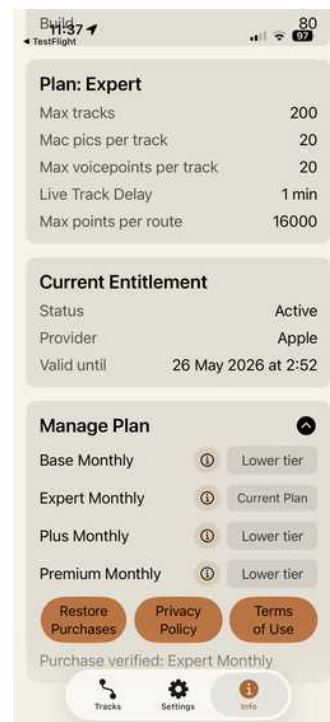 Build 80
11:37
TestFlight
97
Plan: Expert
Max tracks 200
Mac pics per track 20
Max voicepoints per track 20
Live Track Delay 1 min
Max points per route 16000
Current Entitlement
Status Active
Provider Apple
Valid until 26 May 2026 at 2:52
Manage Plan
Base Monthly Lower tier
Expert Monthly Current Plan
Plus Monthly Lower tier
Premium Monthly Lower tier
Restore Purchases
Privacy Policy
Terms of Use
Purchase verified: Expert Monthly
Tracks Settings Info